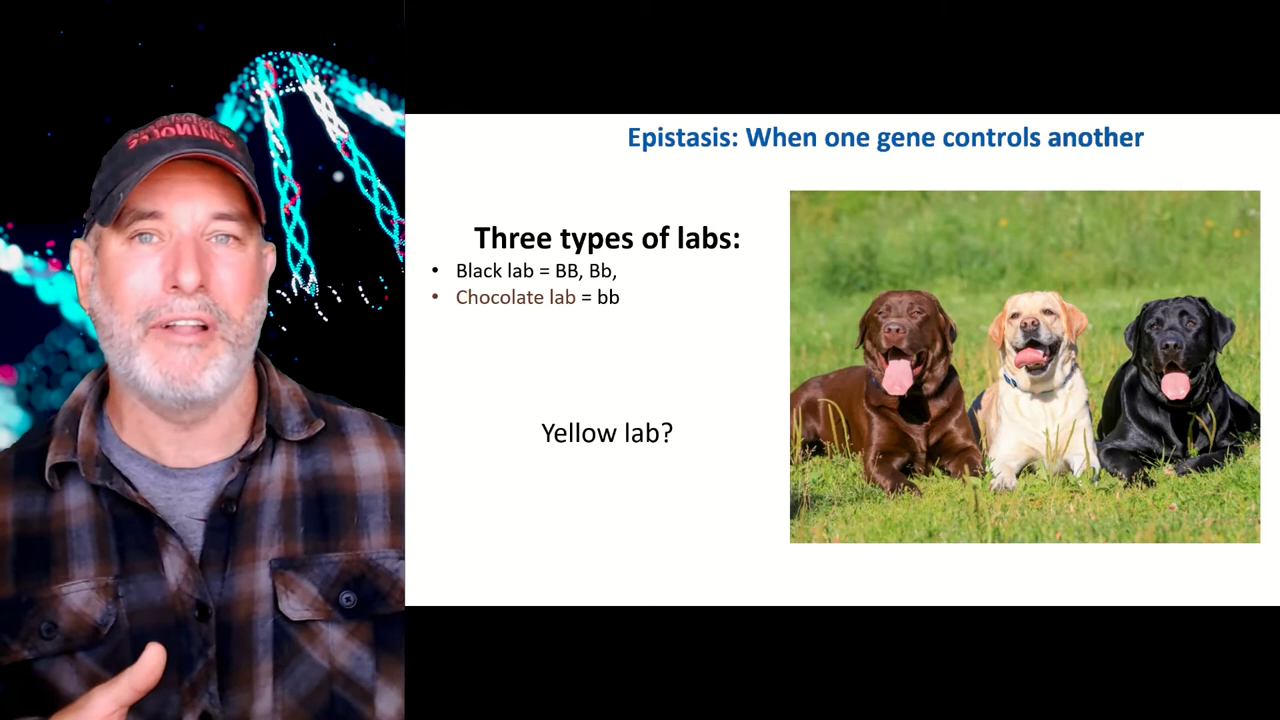 Epistasis: When one gene controls another
Three types of labs:
• Black lab = BB, Bb,
• Chocolate lab = bb
Yellow lab?